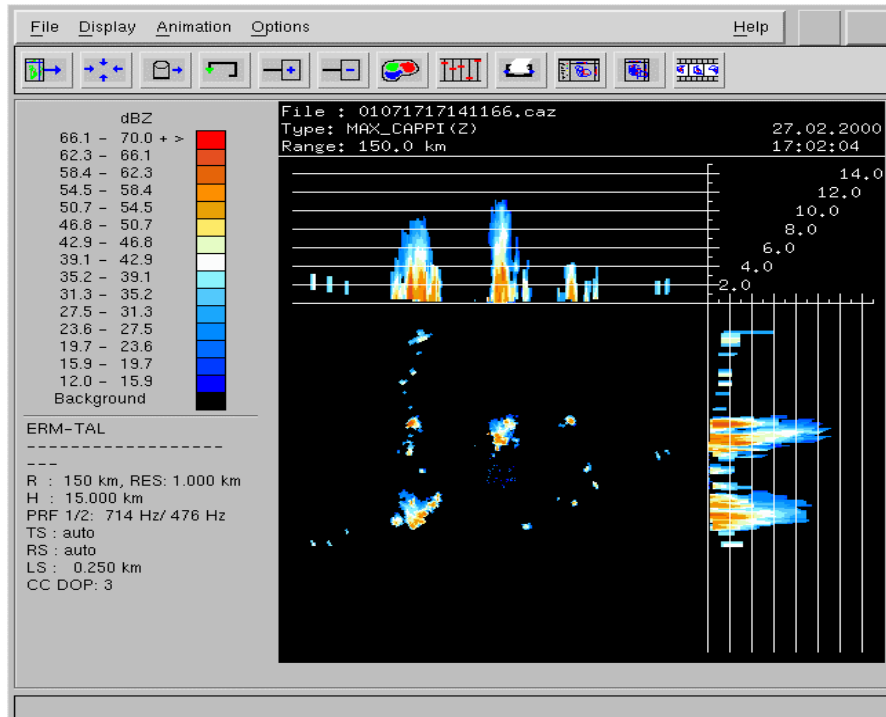 File Display Animation Options Help
dBZ
66.1 – 70.0 + >
62.3 – 66.1
58.4 – 62.3
54.5 – 58.4
50.7 – 54.5
46.8 – 50.7
42.9 – 46.8
39.1 – 42.9
35.2 – 39.1
31.3 – 35.2
27.5 – 31.3
23.6 – 27.5
19.7 – 23.6
15.9 – 19.7
12.0 – 15.9
Background
ERM–TAL
–––––––––––––––––––
–––
R : 150 km, RES: 1.000 km
H : 15.000 km
PRF 1/2: 714 Hz/ 476 Hz
TS : auto
RS : auto
LS : 0.250 km
CC DOP: 3
File : 01071717141166.caz
Type: MAX_CAPPI(Z) 27.02.2000
Range: 150.0 km 17:02:04
14.0
12.0
10.0
8.0
6.0
4.0
2.0